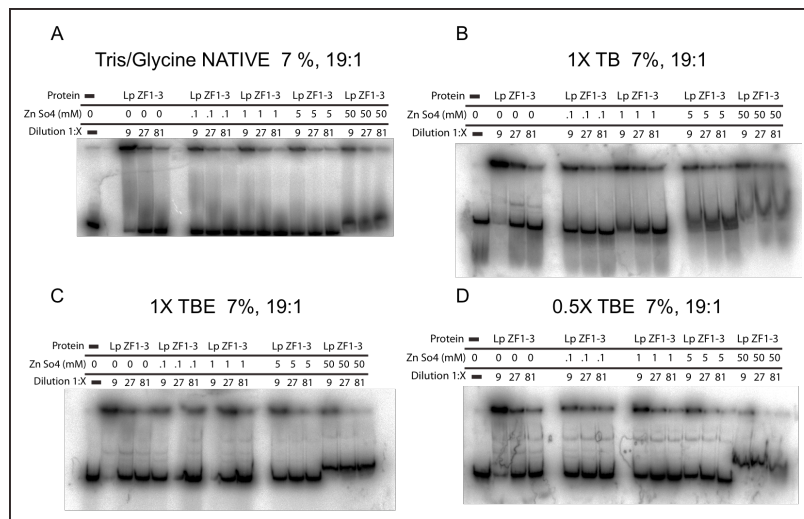 A
Tris/Glycine NATIVE 7 %, 19:1
Protein Lp ZF1-3 Lp ZF1-3 Lp ZF1-3 Lp ZF1-3 Lp ZF1-3
Zn So4 (mM) 0 0 0 0 .1 .1 .1 1 1 1 5 5 5 50 50 50
Dilution 1:X 9 27 81 9 27 81 9 27 81 9 27 81 9 27 81
B
1X TB 7%, 19:1
Protein Lp ZF1-3 Lp ZF1-3 Lp ZF1-3 Lp ZF1-3 Lp ZF1-3
Zn So4 (mM) 0 0 0 0 .1 .1 .1 1 1 1 5 5 5 50 50 50
Dilution 1:X 9 27 81 9 27 81 9 27 81 9 27 81 9 27 81
C
1X TBE 7%, 19:1
Protein Lp ZF1-3 Lp ZF1-3 Lp ZF1-3 Lp ZF1-3 Lp ZF1-3
Zn So4 (mM) 0 0 0 0 .1 .1 .1 1 1 1 5 5 5 50 50 50
Dilution 1:X 9 27 81 9 27 81 9 27 81 9 27 81 9 27 81
D
0.5X TBE 7%, 19:1
Protein Lp ZF1-3 Lp ZF1-3 Lp ZF1-3 Lp ZF1-3 Lp ZF1-3
Zn So4 (mM) 0 0 0 0 .1 .1 .1 1 1 1 5 5 5 50 50 50
Dilution 1:X 9 27 81 9 27 81 9 27 81 9 27 81 9 27 81